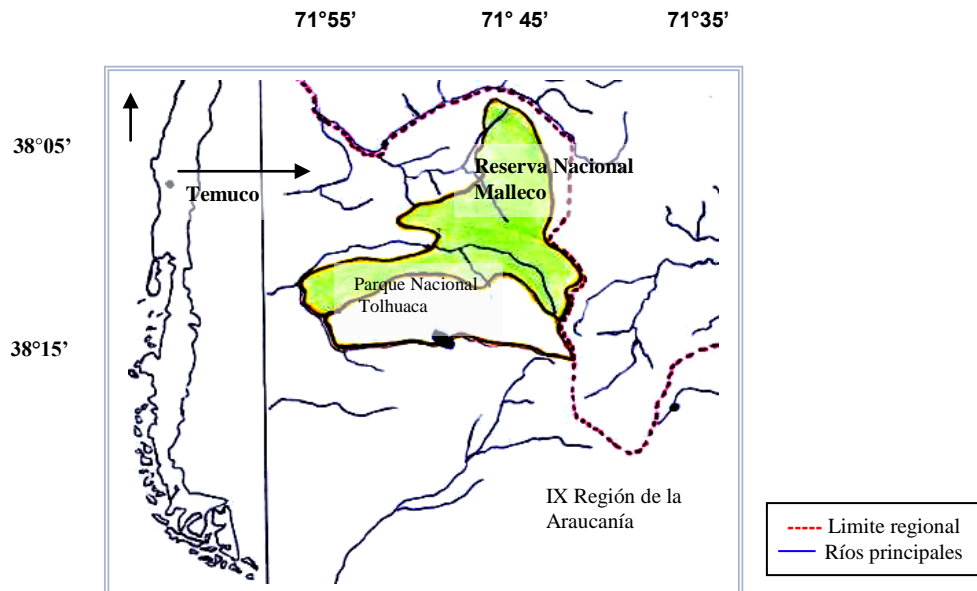 71°55’ 71° 45’ 71°35’
38°05’
Reserva Nacional
Malleco
Temuco
Parque Nacional
Tolhuaca
38°15’
IX Región de la
Araucanía
Limite regional
Ríos principales